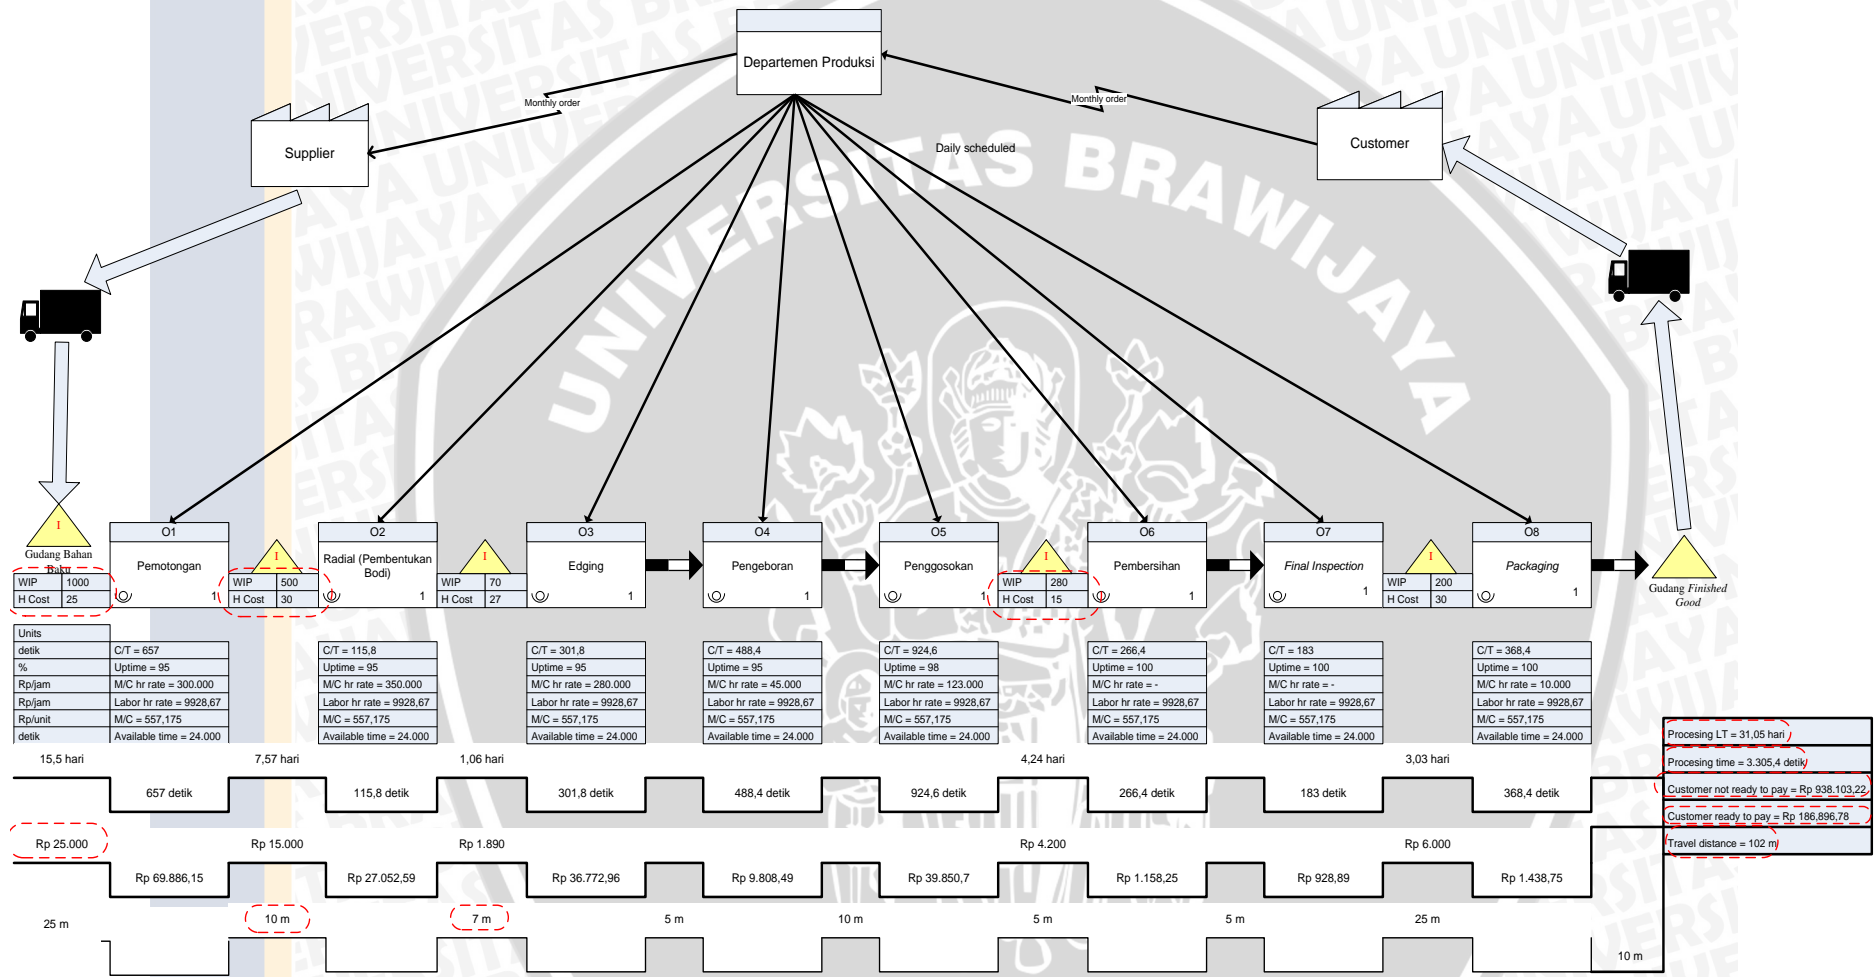 Departemen Produksi
Monthly order
Monthly order
Supplier
Customer
Daily scheduled
UNIVERSITAS BRAWIJAYA
I
Gudang Bahan
Baku
WIP 1000
H Cost 25
O1
Pemotongan
1
I
WIP 500
H Cost 30
O2
Radial (Pembentukan
Bodi)
1
I
WIP 70
H Cost 27
O3
Edging
1
O4
Pengeboran
1
O5
Penggosokan
1
I
WIP 280
H Cost 15
O6
Pembersihan
1
O7
Final Inspection
1
I
WIP 200
H Cost 30
O8
Packaging
1
Gudang Finished
Good
Units
detik
%
Rp/jam
Rp/jam
Rp/unit
detik
C/T = 657
Uptime = 95
M/C hr rate = 300.000
Labor hr rate = 9928,67
M/C = 557,175
Available time = 24.000
C/T = 115,8
Uptime = 95
M/C hr rate = 350.000
Labor hr rate = 9928,67
M/C = 557,175
Available time = 24.000
C/T = 301,8
Uptime = 95
M/C hr rate = 280.000
Labor hr rate = 9928,67
M/C = 557,175
Available time = 24.000
C/T = 488,4
Uptime = 95
M/C hr rate = 45.000
Labor hr rate = 9928,67
M/C = 557,175
Available time = 24.000
C/T = 924,6
Uptime = 98
M/C hr rate = 123.000
Labor hr rate = 9928,67
M/C = 557,175
Available time = 24.000
C/T = 266,4
Uptime = 100
M/C hr rate = -
Labor hr rate = 9928,67
M/C = 557,175
Available time = 24.000
C/T = 183
Uptime = 100
M/C hr rate = -
Labor hr rate = 9928,67
M/C = 557,175
Available time = 24.000
C/T = 368,4
Uptime = 100
M/C hr rate = 10.000
Labor hr rate = 9928,67
M/C = 557,175
Available time = 24.000
15,5 hari 7,57 hari 1,06 hari 4,24 hari 3,03 hari
657 detik 115,8 detik 301,8 detik 488,4 detik 924,6 detik 266,4 detik 183 detik 368,4 detik
Rp 25.000 Rp 15.000 Rp 1.890 Rp 4.200 Rp 6.000
Rp 69.886,15 Rp 27.052,59 Rp 36.772,96 Rp 9.808,49 Rp 39.850,7 Rp 1.158,25 Rp 928,89 Rp 1.438,75
25 m 10 m 7 m 5 m 10 m 5 m 5 m 25 m
10 m
Procesing LT = 31,05 hari
Procesing time = 3.305,4 detik
Customer not ready to pay = Rp 938.103,22
Customer ready to pay = Rp 186,896,78
Travel distance = 102 m